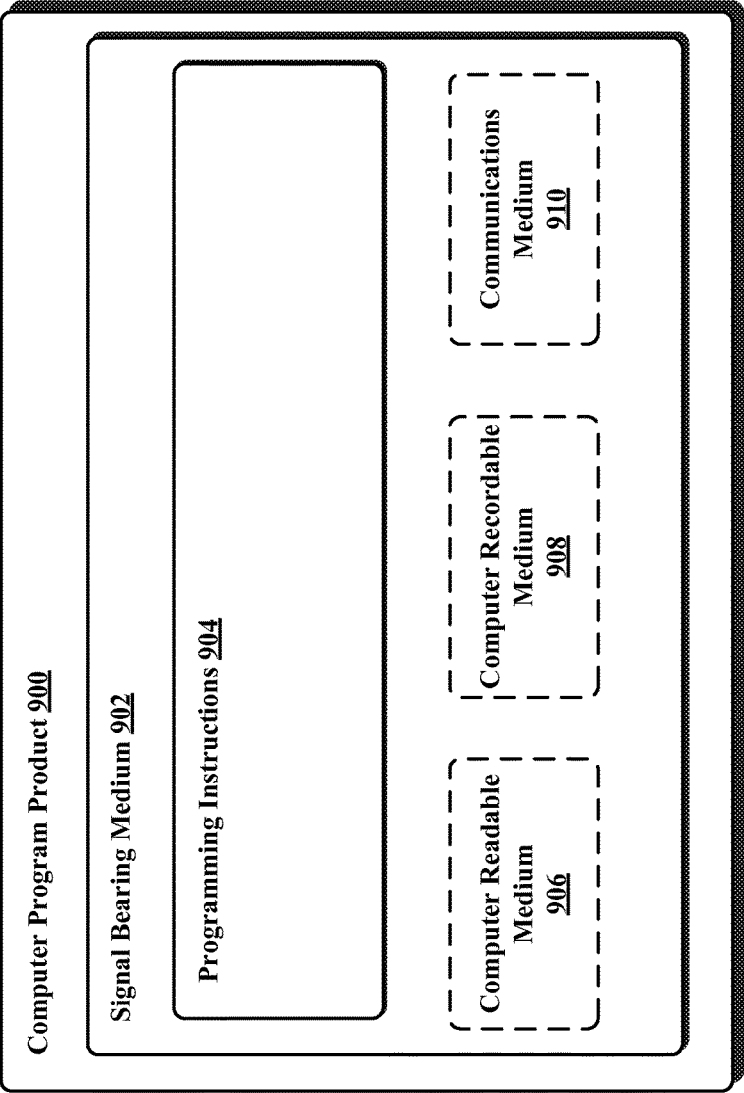 Computer Program Product 900
Signal Bearing Medium 902
Programming Instructions 904
Computer Readable
Medium
906
Computer Recordable
Medium
908
Communications
Medium
910